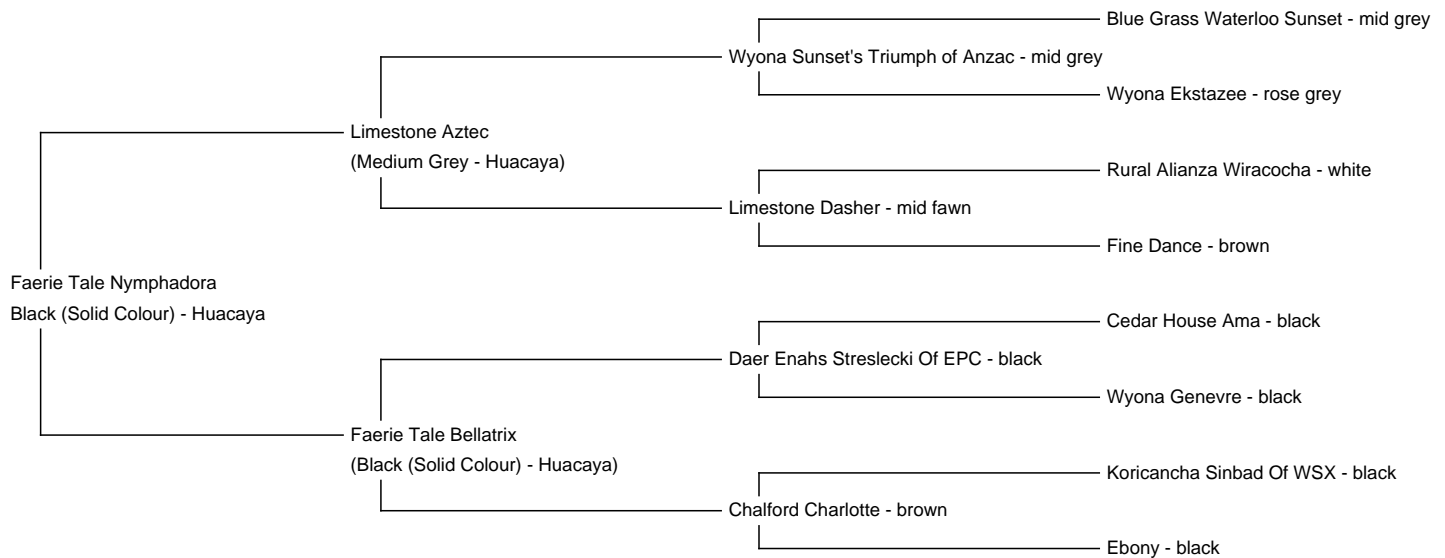 Blue Grass Waterloo Sunset - mid grey
Wyona Sunset's Triumph of Anzac - mid grey
Wyona Ekstazee - rose grey
Limestone Aztec
(Medium Grey - Huacaya)
Rural Alianza Wiracocha - white
Limestone Dasher - mid fawn
Fine Dance - brown
Faerie Tale Nymphadora
Black (Solid Colour) - Huacaya
Cedar House Ama - black
Daer Enahs Streslecki Of EPC - black
Wyona Genevre - black
Faerie Tale Bellatrix
(Black (Solid Colour) - Huacaya)
Koricancha Sinbad Of WSX - black
Chalford Charlotte - brown
Ebony - black